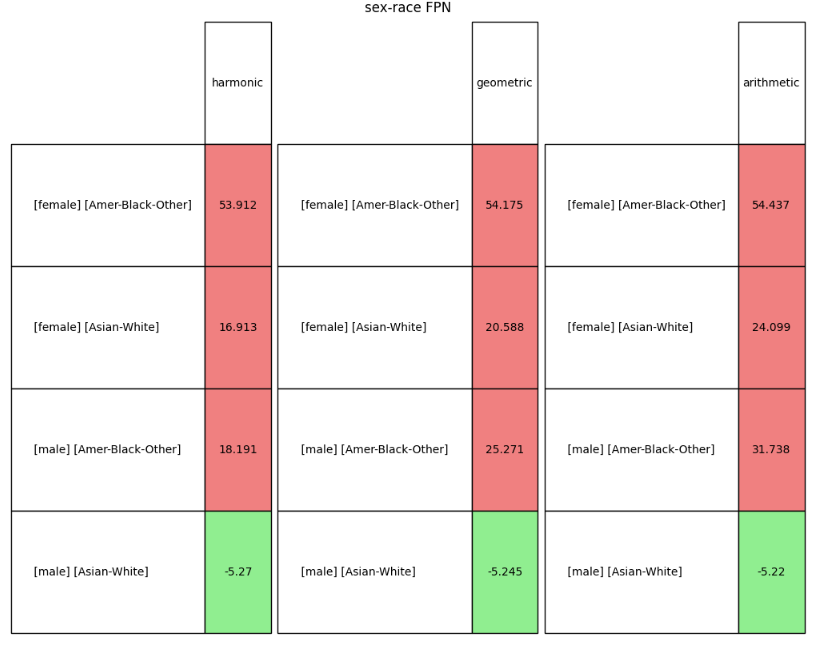 sex-race FPN
harmonic geometric arithmetic
[female] [Amer-Black-Other] 53.912 [female] [Amer-Black-Other] 54.175 [female] [Amer-Black-Other] 54.437
[female] [Asian-White] 16.913 [female] [Asian-White] 20.588 [female] [Asian-White] 24.099
[male] [Amer-Black-Other] 18.191 [male] [Amer-Black-Other] 25.271 [male] [Amer-Black-Other] 31.738
[male] [Asian-White] -5.27 [male] [Asian-White] -5.245 [male] [Asian-White] -5.22